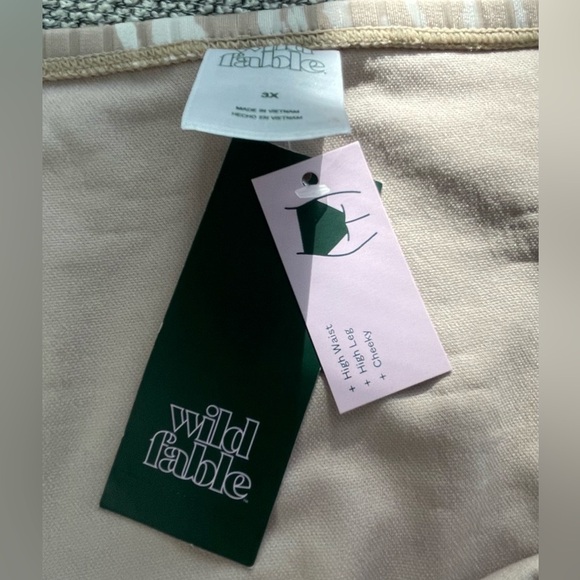 wild
fable
3X
MADE IN VIETNAM
HECHO EN VIETNAM
+ High Waist
+ High Leg
+ Cheeky
wild
fable